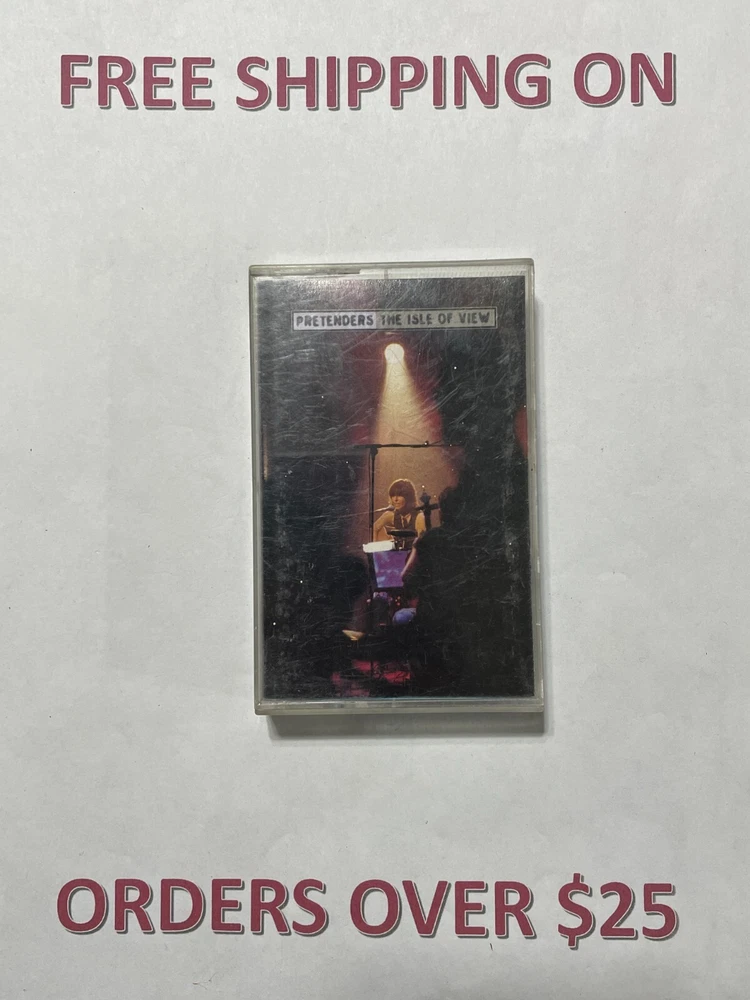 FREE SHIPPING ON
PRETENDERS THE ISLE OF VIEW
ORDERS OVER $25